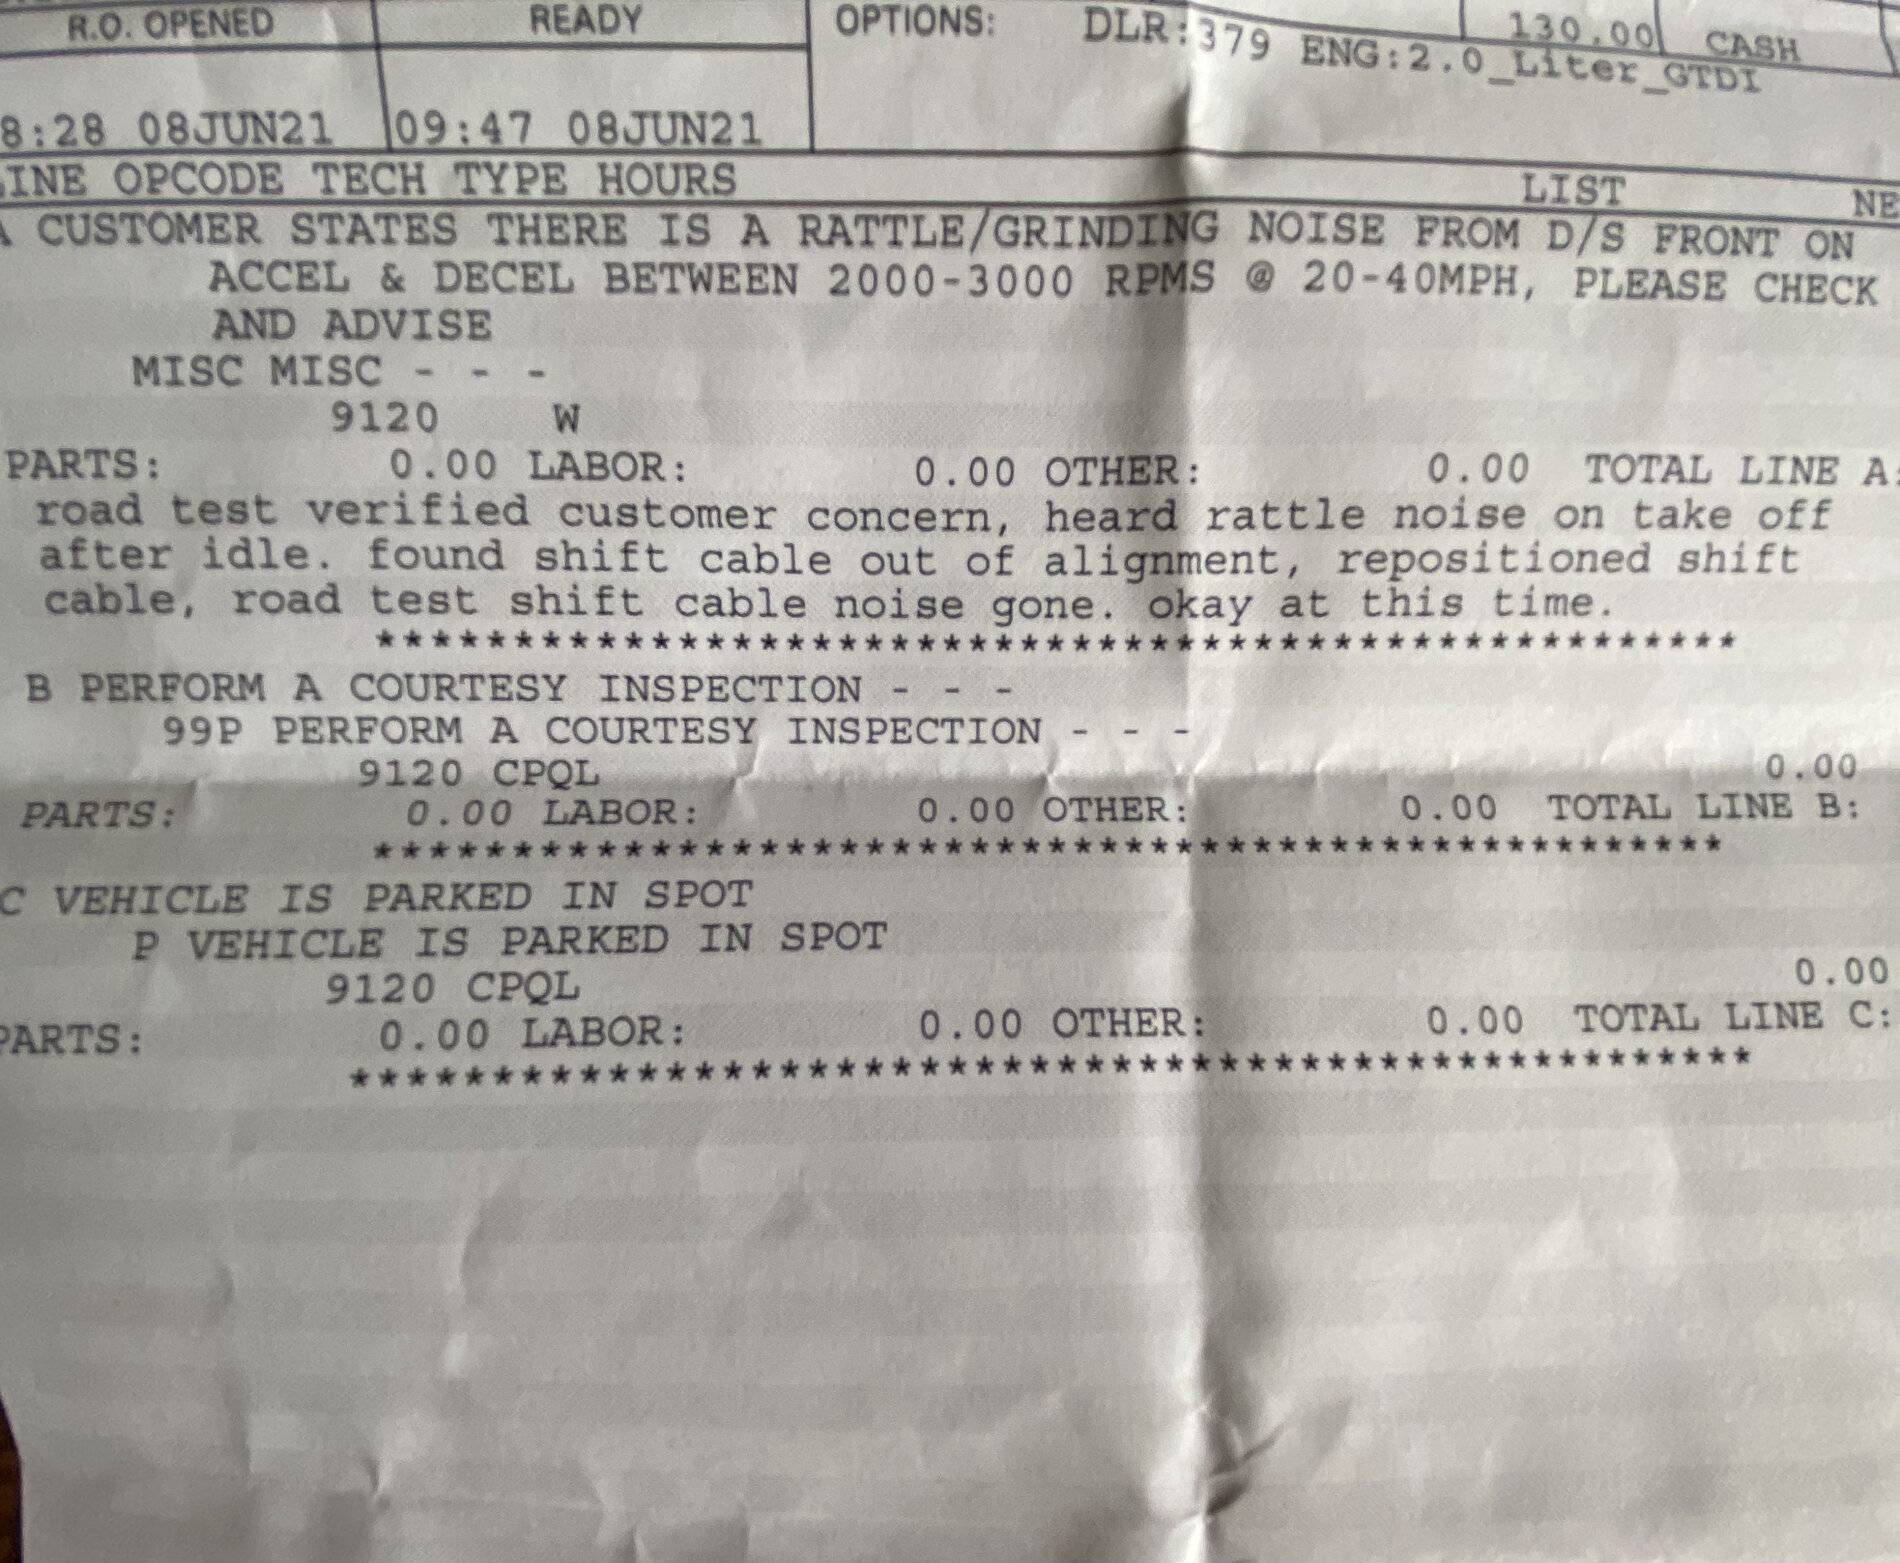 R.O. OPENED READY OPTIONS: DLR:379 ENG:2.0_Liter_GTDI
130.00 CASH
8:28 08JUN21 09:47 08JUN21
LINE OPCODE TECH TYPE HOURS LIST NE
A CUSTOMER STATES THERE IS A RATTLE/GRINDING NOISE FROM D/S FRONT ON
ACCEL & DECEL BETWEEN 2000-3000 RPMS @ 20-40MPH, PLEASE CHECK
AND ADVISE
MISC MISC - - -
9120 W
PARTS: 0.00 LABOR: 0.00 OTHER: 0.00 TOTAL LINE A:
road test verified customer concern, heard rattle noise on take off
after idle. found shift cable out of alignment, repositioned shift
cable, road test shift cable noise gone. okay at this time.
**************************************************
B PERFORM A COURTESY INSPECTION - - -
99P PERFORM A COURTESY INSPECTION - - -
9120 CPQL 0.00
PARTS: 0.00 LABOR: 0.00 OTHER: 0.00 TOTAL LINE B:
**************************************************
C VEHICLE IS PARKED IN SPOT
P VEHICLE IS PARKED IN SPOT
9120 CPQL 0.00
PARTS: 0.00 LABOR: 0.00 OTHER: 0.00 TOTAL LINE C:
**************************************************